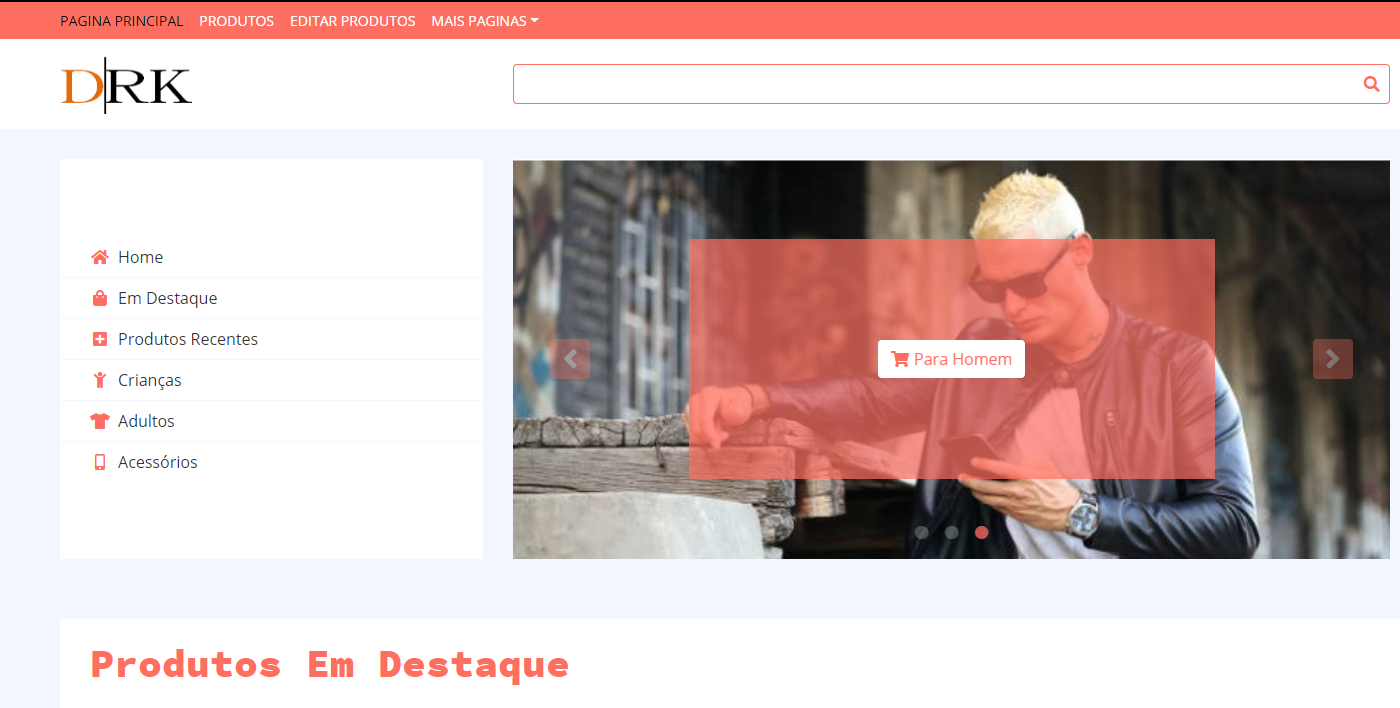 PAGINA PRINCIPAL PRODUTOS EDITAR PRODUTOS MAIS PAGINAS
D|RK
Home
Em Destaque
Produtos Recentes
Crianças
Adultos
Acessórios
Para Homem
Produtos Em Destaque